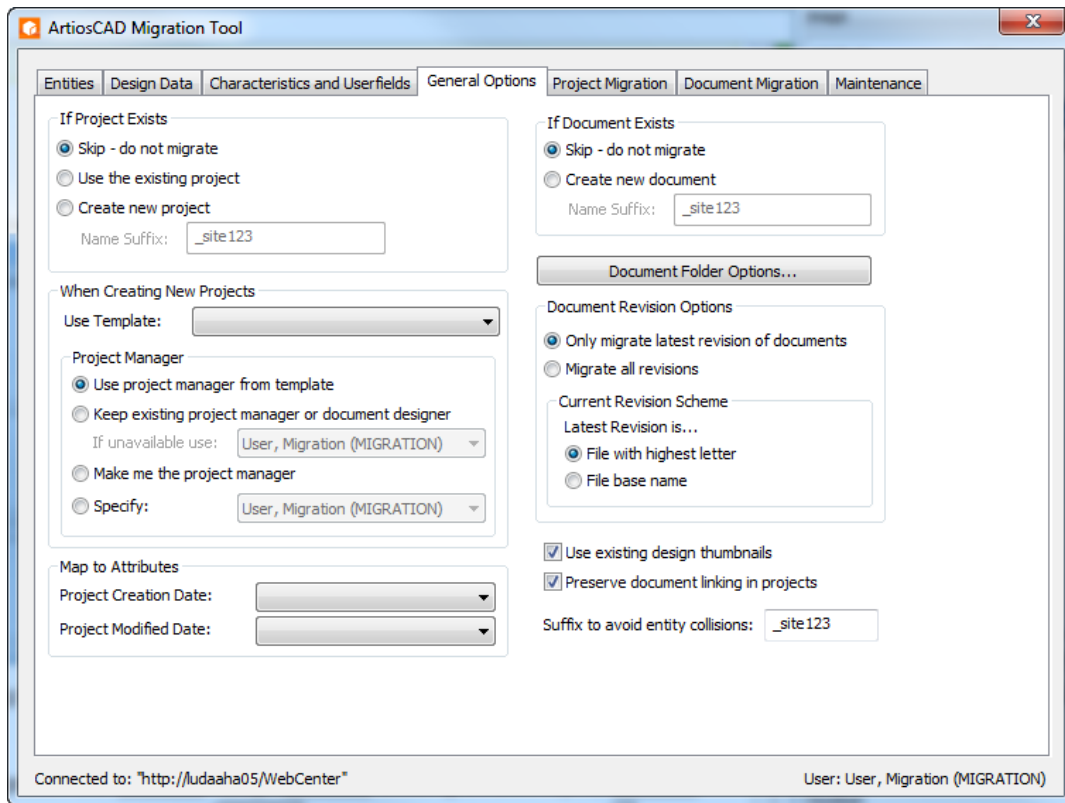 ArtiosCAD Migration Tool
Entities Design Data Characteristics and Userfields General Options Project Migration Document Migration Maintenance
If Project Exists
Skip - do not migrate
Use the existing project
Create new project
Name Suffix: _site123
When Creating New Projects
Use Template:
Project Manager
Use project manager from template
Keep existing project manager or document designer
If unavailable use: User, Migration (MIGRATION)
Make me the project manager
Specify: User, Migration (MIGRATION)
Map to Attributes
Project Creation Date:
Project Modified Date:
If Document Exists
Skip - do not migrate
Create new document
Name Suffix: _site123
Document Folder Options...
Document Revision Options
Only migrate latest revision of documents
Migrate all revisions
Current Revision Scheme
Latest Revision is...
File with highest letter
File base name
Use existing design thumbnails
Preserve document linking in projects
Suffix to avoid entity collisions: _site123
Connected to: "http://ludaaha05/WebCenter" User: User, Migration (MIGRATION)